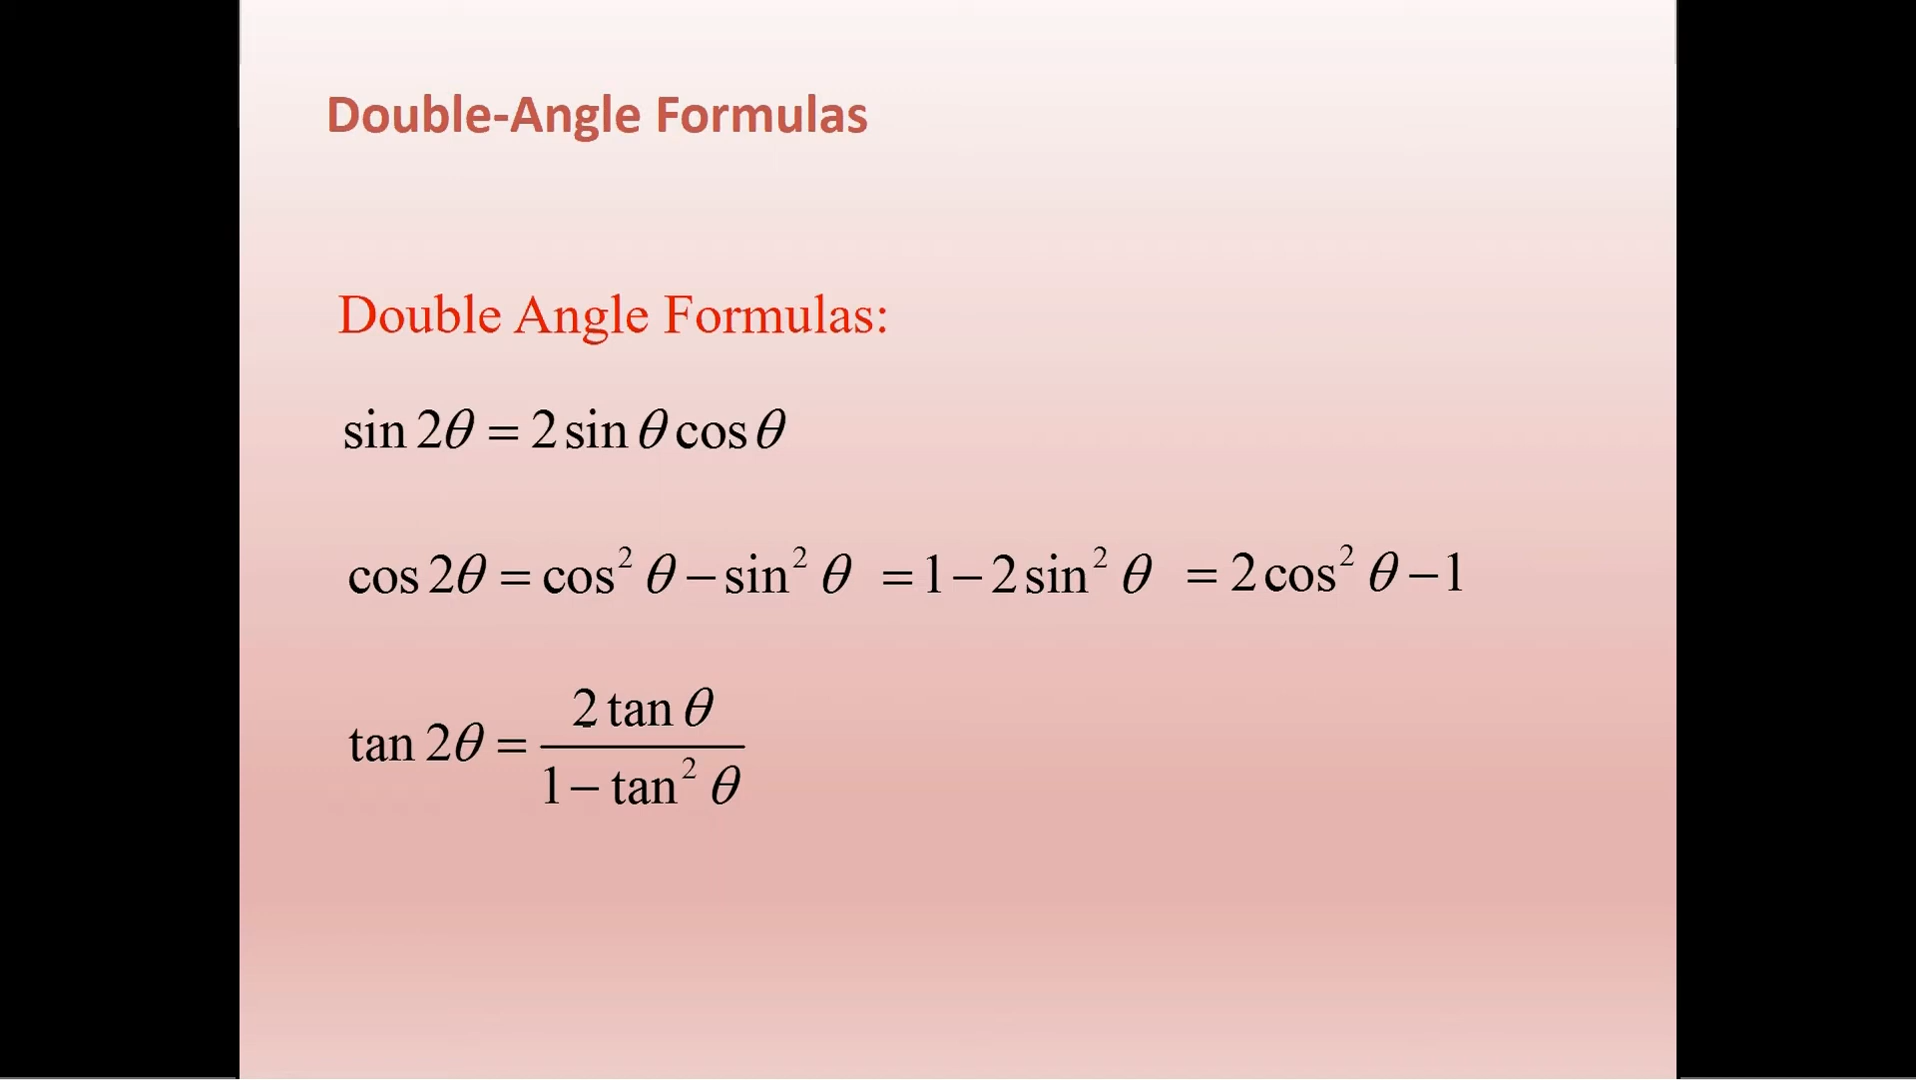 Double-Angle Formulas
Double Angle Formulas:
sin 2θ = 2 sin θ cos θ
cos 2θ = cos² θ − sin² θ = 1 − 2 sin² θ = 2 cos² θ − 1
tan 2θ = 2 tan θ / 1 − tan² θ